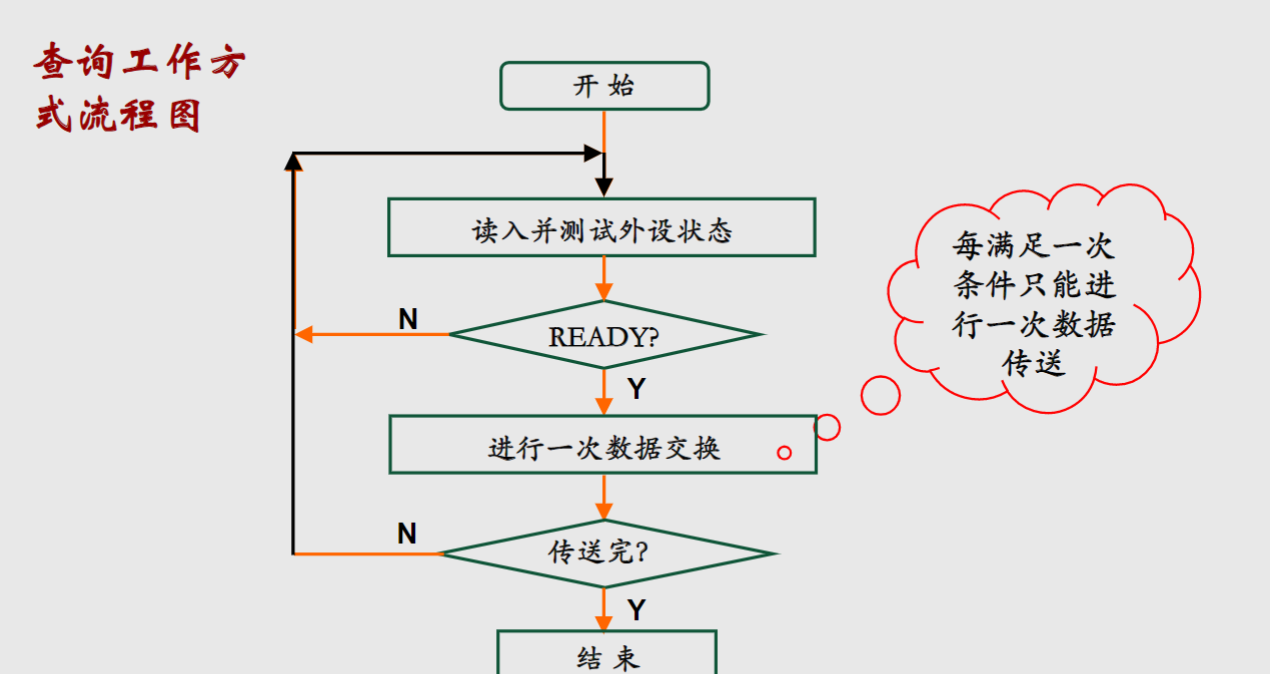 查询工作方
式流程图
开 始
读入并测试外设状态
每满足一次
条件只能进
行一次数据
传送
N
READY?
Y
进行一次数据交换
N
传送完?
Y
结 束